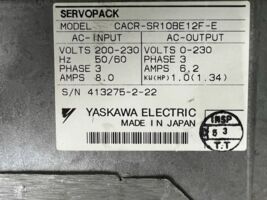 SERVOPACK
MODEL CACR-SR10BE12F-E
AC-INPUT AC-OUTPUT
VOLTS 200-230 VOLTS 0-230
Hz 50/60 PHASE 3
PHASE 3 AMPS 6.2
AMPS 8.0 KW(HP) 1.0(1.34)
S/N 413275-2-22
YASKAWA ELECTRIC
MADE IN JAPAN
INSP
5 3
T.T